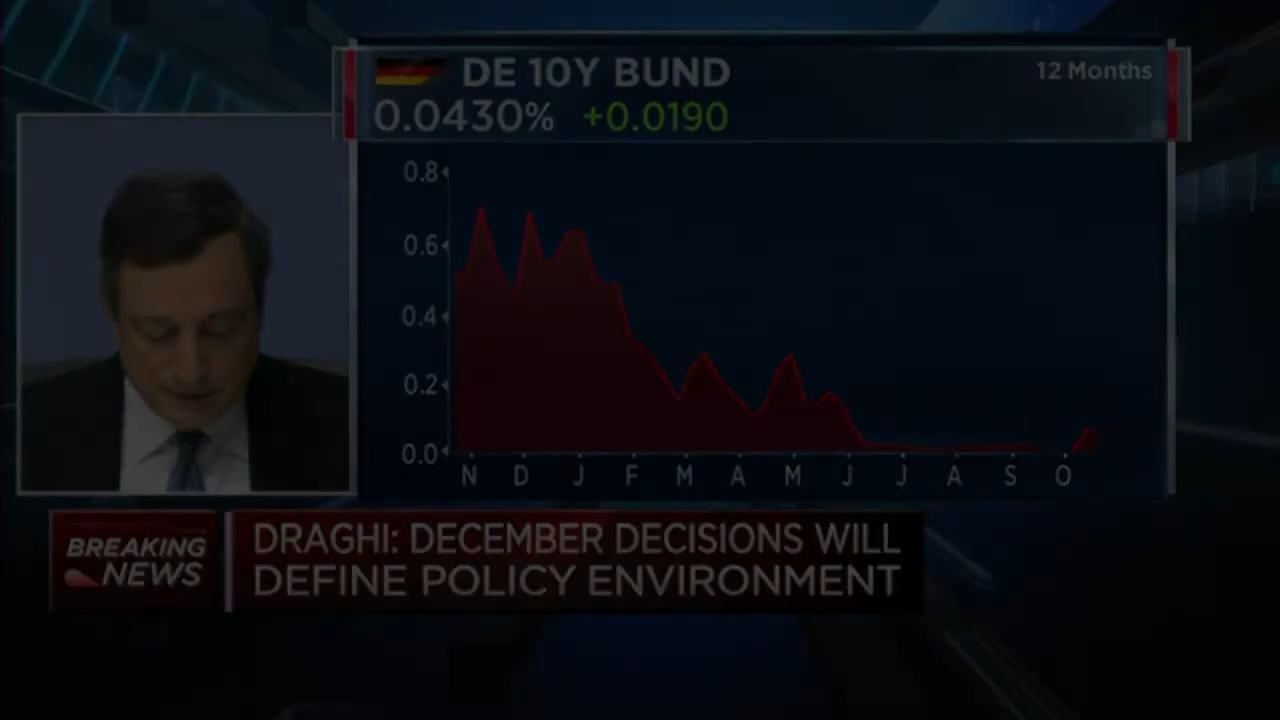 DE 10Y BUND
12 Months
0.0430% +0.0190
0.8
0.6
0.4
0.2
0.0
N D J F M A M J J A S O
BREAKING
NEWS
DRAGHI: DECEMBER DECISIONS WILL
DEFINE POLICY ENVIRONMENT